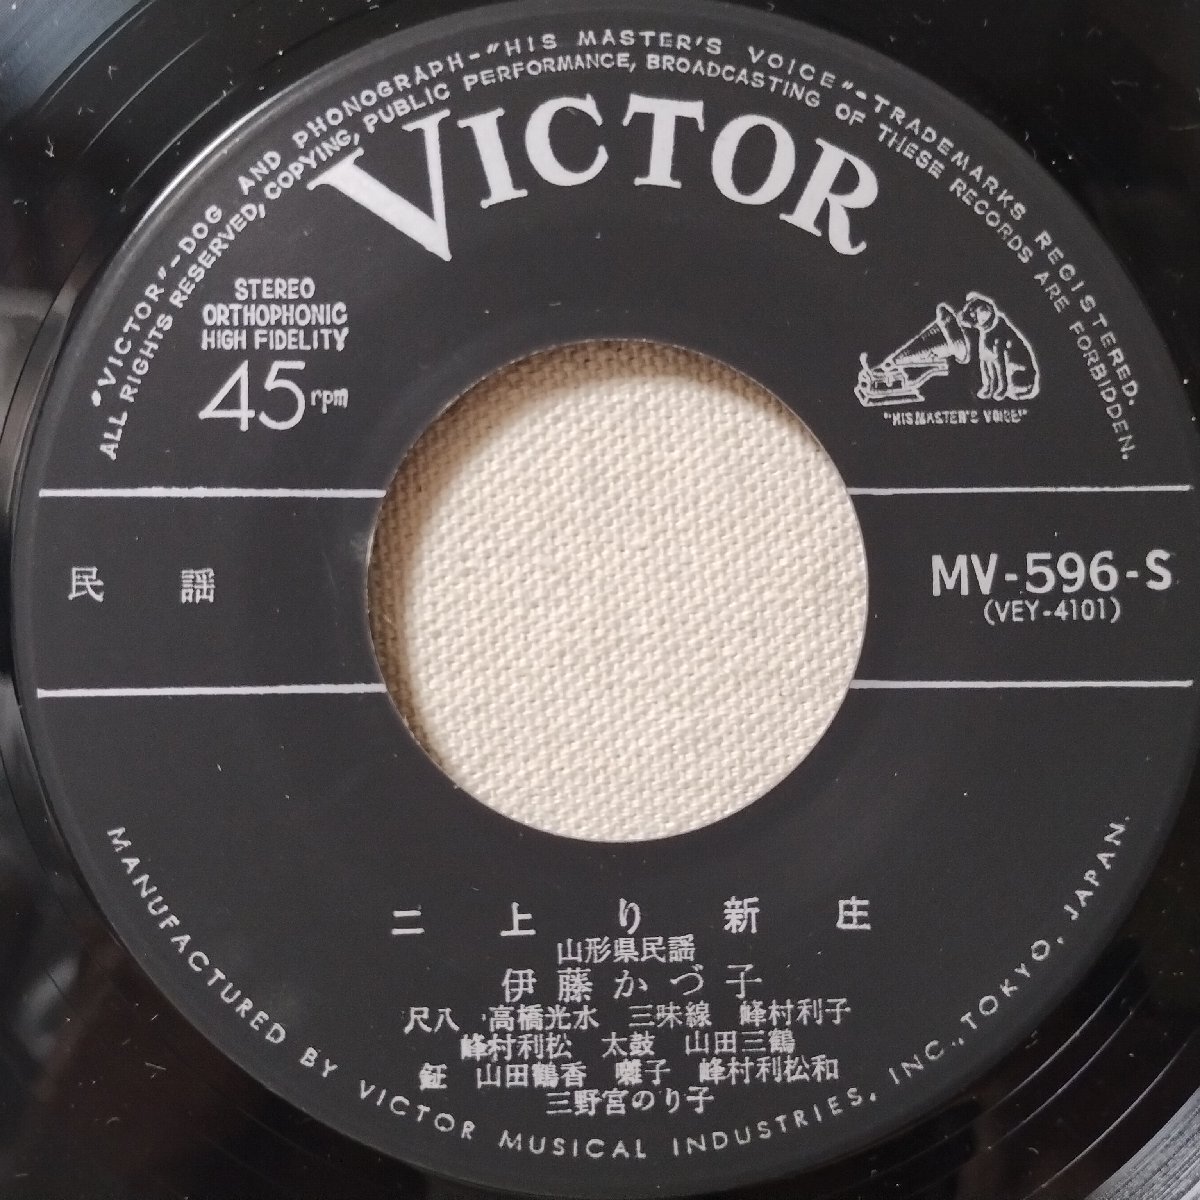 "VICTOR"-DOG AND PHONOGRAPH-"HIS MASTER'S VOICE"-TRADEMARKS REGISTERED.
ALL RIGHTS RESERVED, COPYING, PUBLIC PERFORMANCE, BROADCASTING OF THESE RECORDS ARE FORBIDDEN.
VICTOR
STEREO
ORTHOPHONIC
HIGH FIDELITY
45 rpm
"HIS MASTER'S VOICE"
民 謡
MV-596-S
(VEY-4101)
二 上 り 新 庄
山形県民謡
伊藤かづ子
尺八 高橋光水 三味線 峰村利子
峰村利松 太鼓 山田三鶴
鉦 山田鶴香 囃子 峰村利松和
三野宮のり子
MANUFACTURED BY VICTOR MUSICAL INDUSTRIES, INC., TOKYO, JAPAN.